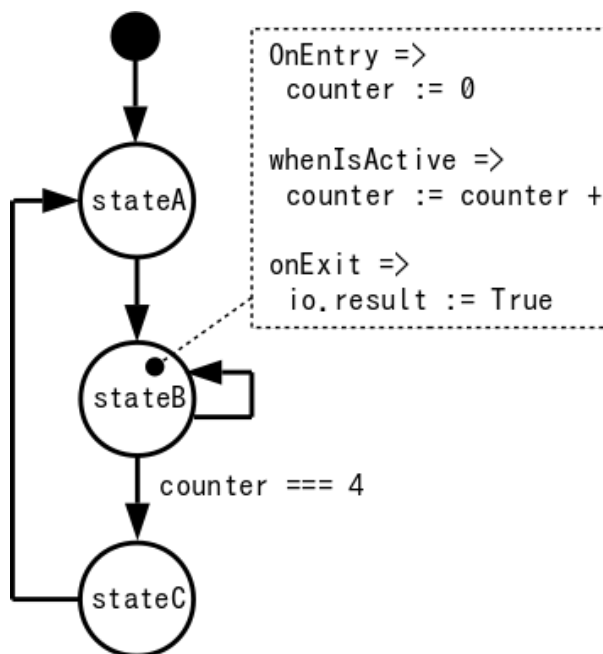 OnEntry =>
counter := 0
whenIsActive =>
counter := counter +
onExit =>
io.result := True
stateA
stateB
counter === 4
stateC